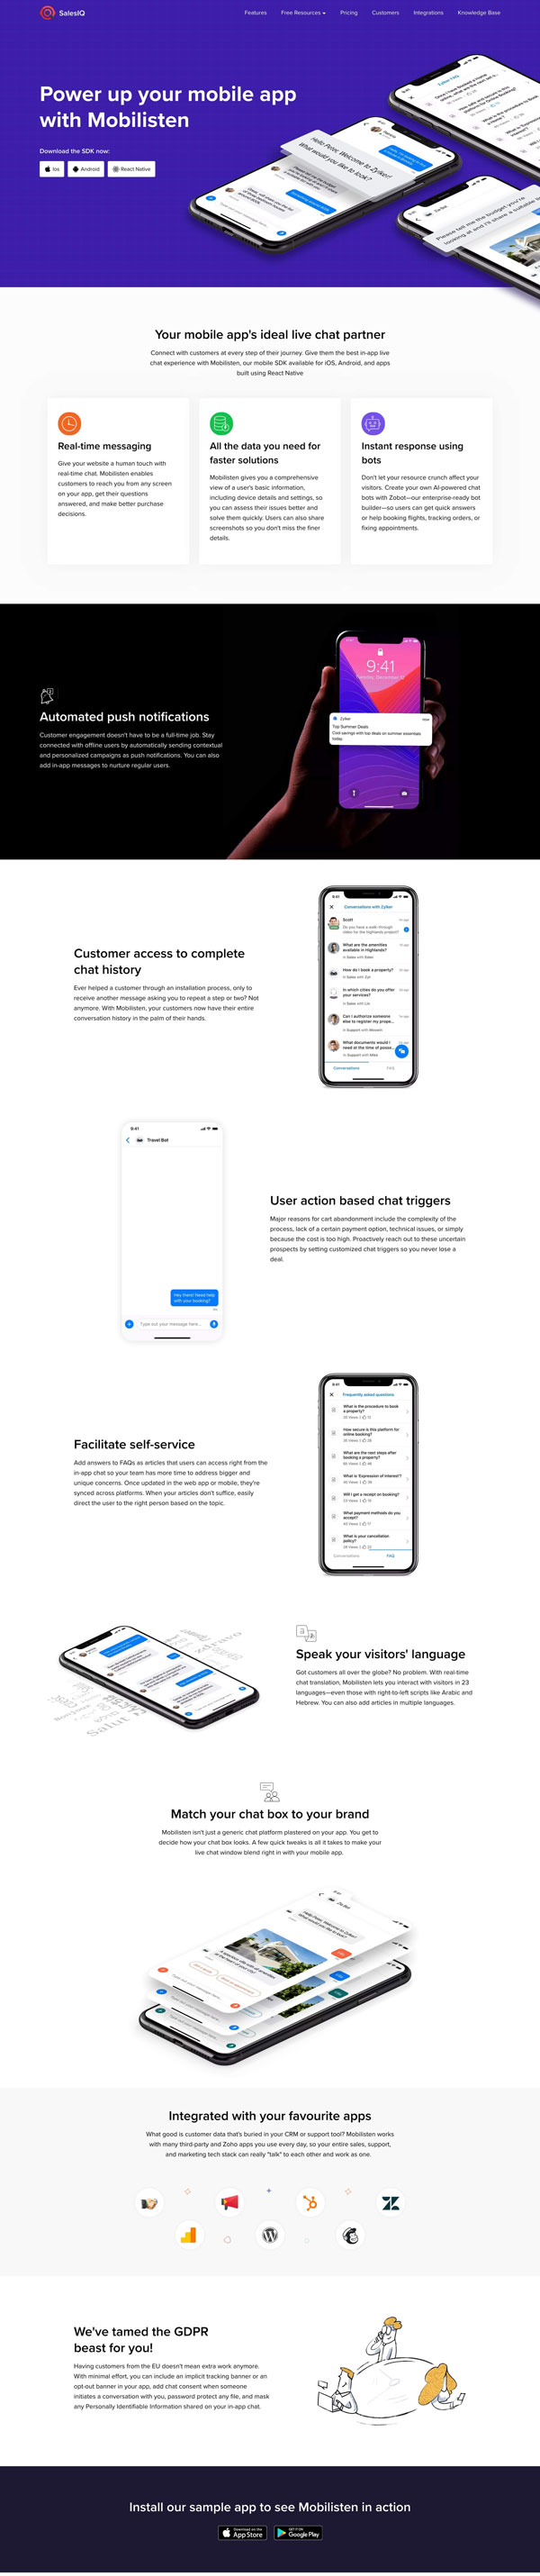 SalesIQ
Features
Free Resources
Pricing
Customers
Integrations
Knowledge Base
Power up your mobile app
with Mobilisten
Download the SDK now:
Ios
Android
React Native
Hello Peter, Welcome to Zylker!
What would you like to look?
Please tell me the budget you're
looking at and I'll share a suitable
Your mobile app's ideal live chat partner
Connect with customers at every step of their journey. Give them the best in-app live
chat experience with Mobilisten, our mobile SDK available for iOS, Android, and apps
built using React Native
Real-time messaging
Give your website a human touch with
real-time chat. Mobilisten enables
customers to reach you from any screen
on your app, get their questions
answered, and make better purchase
decisions.
All the data you need for
faster solutions
Mobilisten gives you a comprehensive
view of a user's basic information,
including device details and settings, so
you can assess their issues better and
solve them quickly. Users can also share
screenshots so you don't miss the finer
details.
Instant response using
bots
Don't let your resource crunch affect your
visitors. Create your own AI-powered chat
bots with Zobot—our enterprise-ready bot
builder—so users can get quick answers
or help booking flights, tracking orders, or
fixing appointments.
Automated push notifications
Customer engagement doesn't have to be a full-time job. Stay
connected with offline users by automatically sending contextual
and personalized campaigns as push notifications. You can also
add in-app messages to nurture regular users.
9:41
Zylker
now
Top Summer Deals
Cool savings with top deals on summer essentials
today.
Customer access to complete
chat history
Ever helped a customer through an installation process, only to
receive another message asking you to repeat a step or two? Not
anymore. With Mobilisten, your customers now have their entire
conversation history in the palm of their hands.
9:41
Conversations with Zylker
Scott
Do you have a walk-through
video for the highlands project?
What are the amenities
available in Highlands?
How do I book a property?
In which cities do you offer
your services?
Can I authorize someone
else to register my prope...
What documents would I
need at the time of posse...
In Support with Mike
Conversations
FAQ
9:41
Travel Bot
Hey there! Need help
with your booking?
Type out your message here...
User action based chat triggers
Major reasons for cart abandonment include the complexity of the
process, lack of a certain payment option, technical issues, or simply
because the cost is too high. Proactively reach out to these uncertain
prospects by setting customized chat triggers so you never lose a
deal.
Facilitate self-service
Add answers to FAQs as articles that users can access right from the
in-app chat so your team has more time to address bigger and
unique concerns. Once updated in the web app or mobile, they're
synced across platforms. When your articles don't suffice, easily
direct the user to the right person based on the topic.
9:41
Frequently asked questions
What is the procedure to book
a property?
How secure is this platform for
online booking?
What are the next steps after
booking a property?
What is 'Expression of Interest'?
Will I get a receipt on booking?
What payment methods do you
accept?
What is your cancellation
policy?
Conversations
FAQ
Bonjour
Salut
Speak your visitors' language
Got customers all over the globe? No problem. With real-time
chat translation, Mobilisten lets you interact with visitors in 23
languages—even those with right-to-left scripts like Arabic and
Hebrew. You can also add articles in multiple languages.
Match your chat box to your brand
Mobilisten isn't just a generic chat platform plastered on your app. You get to
decide how your chat box looks. A few quick tweaks is all it takes to make your
live chat window blend right in with your mobile app.
Integrated with your favourite apps
What good is customer data that's buried in your CRM or support tool? Mobilisten works
with many third-party and Zoho apps you use every day, so your entire sales, support,
and marketing tech stack can really "talk" to each other and work as one.
We've tamed the GDPR
beast for you!
Having customers from the EU doesn't mean extra work anymore.
With minimal effort, you can include an implicit tracking banner or an
opt-out banner in your app, add chat consent when someone
initiates a conversation with you, password protect any file, and mask
any Personally Identifiable Information shared on your in-app chat.
Install our sample app to see Mobilisten in action
Download on the
App Store
GET IT ON
Google Play